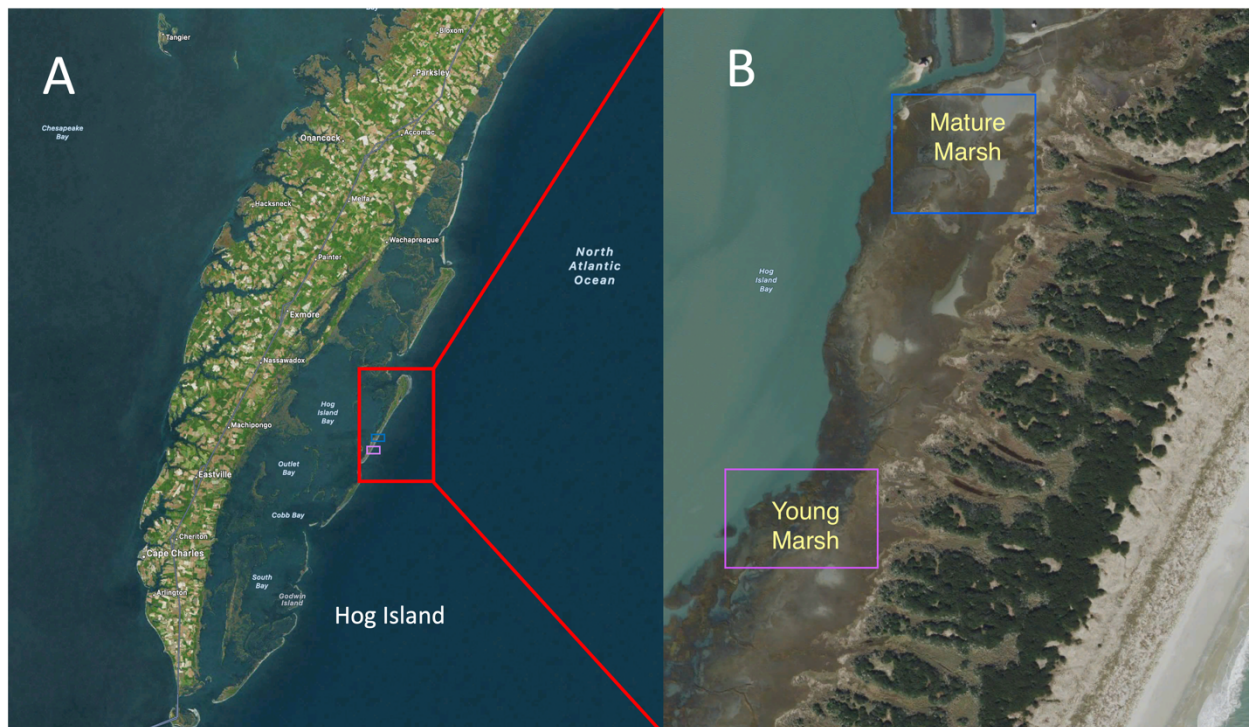 Bay
Tangier
Bloxom
A
Parksley
Chesapeake
Bay
Onancock
Accomac
Hacksneck
Melfa
Wachapreague
Painter
North
Atlantic
Ocean
Exmore
Nassawadox
Hog
Island
Bay
Machipongo
Outlet
Bay
Eastville
Cobb Bay
Cheriton
Cape Charles
South
Bay
Arlington
Godwin
Island
Hog Island
B
Mature
Marsh
Hog
Island
Bay
Young
Marsh